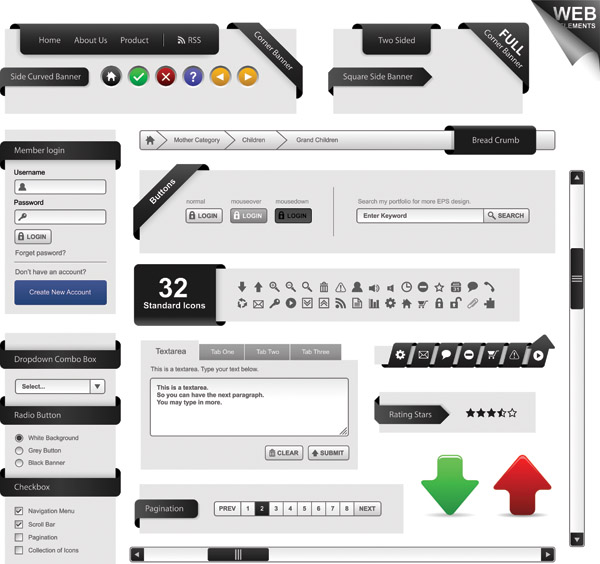 WEB
ELEMENTS
Home About Us Product RSS
Corner Banner
Two Sided
FULL
Corner Banner
Side Curved Banner
?
Square Side Banner
Member login
Username
Password
LOGIN
Forget pasword?
Don't have an account?
Create New Account
Mother Category Children Grand Children
Bread Crumb
Buttons
normal mouseover mousedown
LOGIN LOGIN LOGIN
Search my portfolio for more EPS design.
Enter Keyword SEARCH
32
Standard Icons
Dropdown Combo Box
Select...
Radio Button
White Background
Grey Button
Black Banner
Checkbox
Navigation Menu
Scroll Bar
Pagination
Collection of Icons
Textarea Tab One Tab Two Tab Three
This is a textarea. Type your text below.
This is a textarea.
So you can have the next paragraph.
You may type in more.
CLEAR SUBMIT
Rating Stars
Pagination
PREV 1 2 3 4 5 6 7 8 NEXT